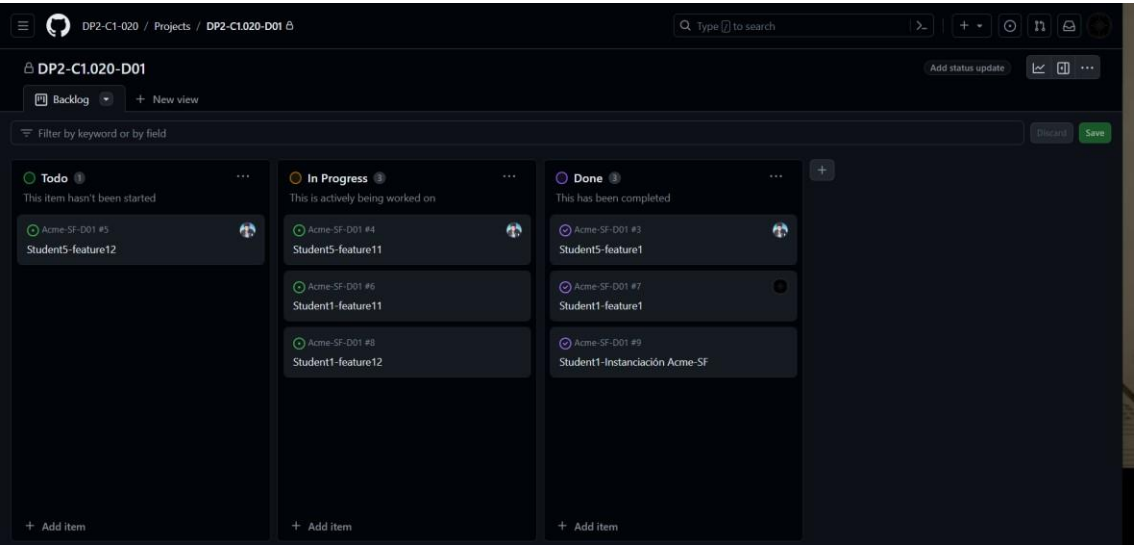 DP2-C1-020 / Projects / DP2-C1.020-D01
Type / to search
DP2-C1.020-D01
Add status update
Backlog
+ New view
Filter by keyword or by field
Discard
Save
Todo 1
This item hasn't been started
Acme-SF-D01 #5
Student5-feature12
+ Add item
In Progress 3
This is actively being worked on
Acme-SF-D01 #4
Student5-feature11
Acme-SF-D01 #6
Student1-feature11
Acme-SF-D01 #8
Student1-feature12
+ Add item
Done 3
This has been completed
Acme-SF-D01 #3
Student5-feature1
Acme-SF-D01 #7
Student1-feature1
Acme-SF-D01 #9
Student1-Instanciación Acme-SF
+ Add item